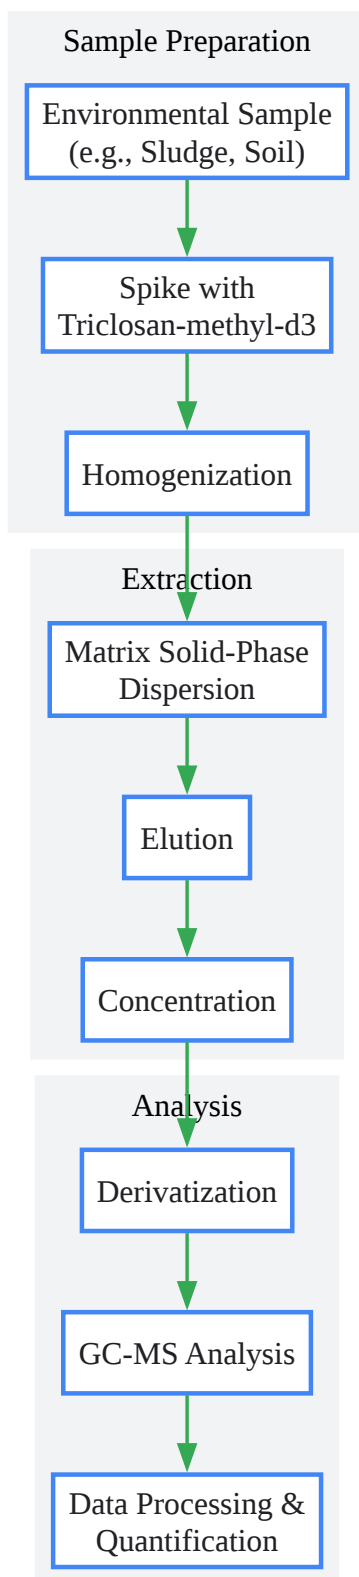 Sample Preparation
Environmental Sample
(e.g., Sludge, Soil)
Spike with
Triclosan-methyl-d3
Homogenization
Extraction
Matrix Solid-Phase
Dispersion
Elution
Concentration
Analysis
Derivatization
GC-MS Analysis
Data Processing &
Quantification